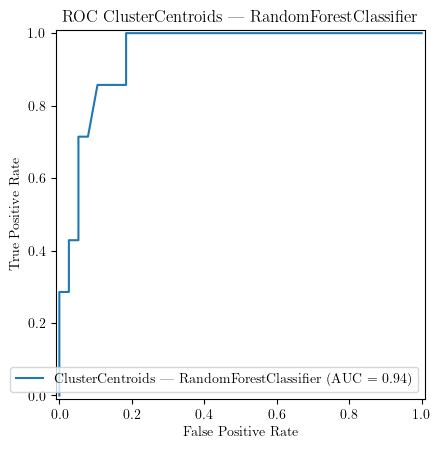 ROC ClusterCentroids — RandomForestClassifier
1.0
0.8
0.6
0.4
0.2
0.0
True Positive Rate
ClusterCentroids — RandomForestClassifier (AUC = 0.94)
0.0 0.2 0.4 0.6 0.8 1.0
False Positive Rate